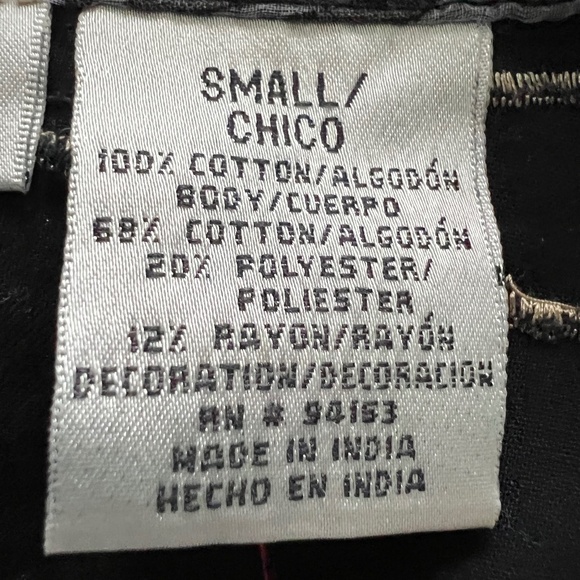 SMALL/
CHICO
100% COTTON/ALGODÓN
BODY/CUERPO
68% COTTON/ALGODÓN
20% POLYESTER/
POLIESTER
12% RAYON/RAYÓN
DECORATION/DECORACION
RN # 94163
MADE IN INDIA
HECHO EN INDIA